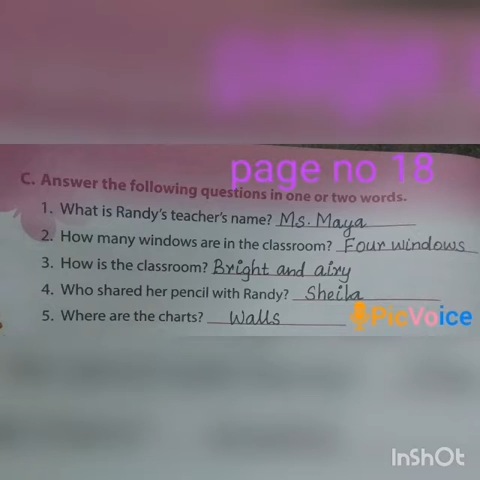 page no 18
C. Answer the following questions in one or two words.
1. What is Randy's teacher's name? Ms. Maya
2. How many windows are in the classroom? Four windows
3. How is the classroom? Bright and airy
4. Who shared her pencil with Randy? Sheila
5. Where are the charts? Walls
PicVoice
InShOt